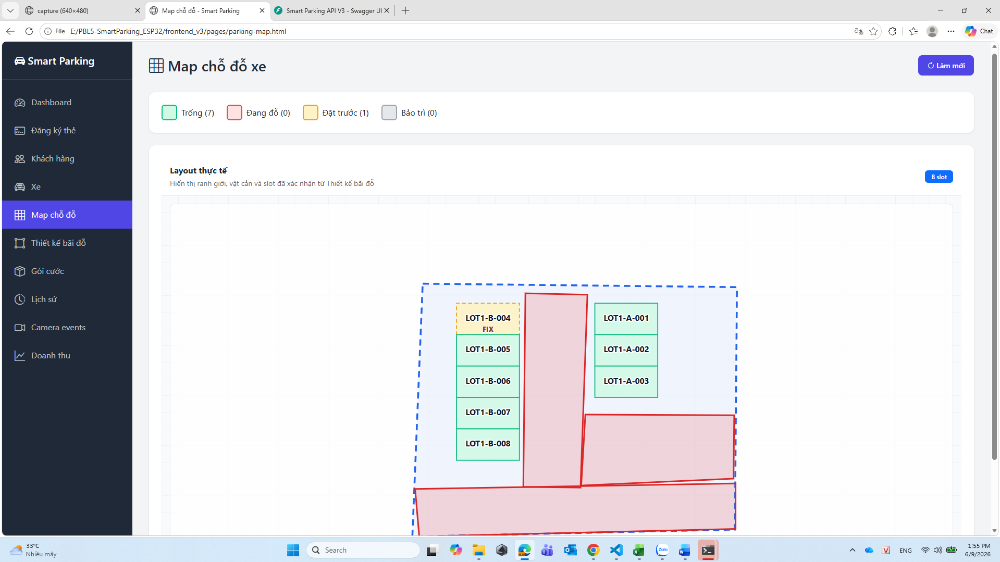 capture (640×480)
Map chỗ đỗ - Smart Parking
Smart Parking API V3 - Swagger UI
File
E:/PBL5-SmartParking_ESP32/frontend_v3/pages/parking-map.html
Chat
Smart Parking
Dashboard
Đăng ký thẻ
Khách hàng
Xe
Map chỗ đỗ
Thiết kế bãi đỗ
Gói cước
Lịch sử
Camera events
Doanh thu
Map chỗ đỗ xe
Làm mới
Trống (7)
Đang đỗ (0)
Đặt trước (1)
Bảo trì (0)
Layout thực tế
Hiển thị ranh giới, vật cản và slot đã xác nhận từ Thiết kế bãi đỗ
8 slot
LOT1-B-004
FIX
LOT1-B-005
LOT1-B-006
LOT1-B-007
LOT1-B-008
LOT1-A-001
LOT1-A-002
LOT1-A-003
33°C
Nhiều mây
Search
Zalo
ENG
1:55 PM
6/9/2026